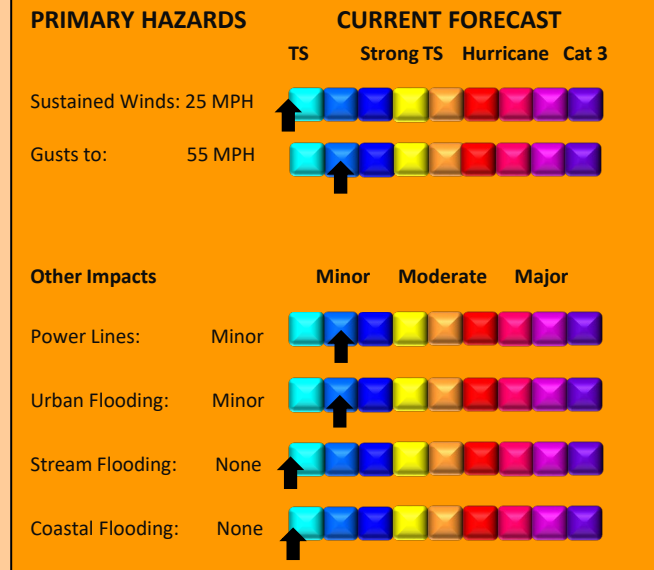 PRIMARY HAZARDS CURRENT FORECAST
TS Strong TS Hurricane Cat 3
Sustained Winds: 25 MPH
Gusts to: 55 MPH
Other Impacts Minor Moderate Major
Power Lines: Minor
Urban Flooding: Minor
Stream Flooding: None
Coastal Flooding: None